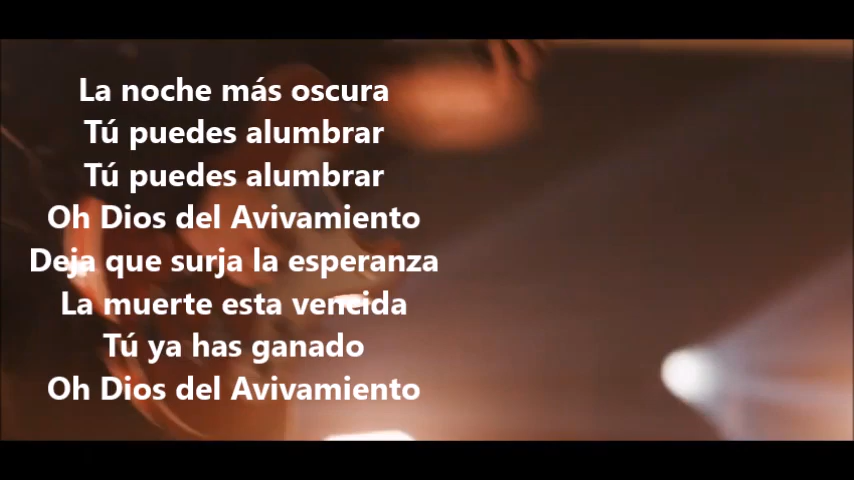 La noche más oscura
Tú puedes alumbrar
Tú puedes alumbrar
Oh Dios del Avivamiento
Deja que surja la esperanza
La muerte esta vencida
Tú ya has ganado
Oh Dios del Avivamiento